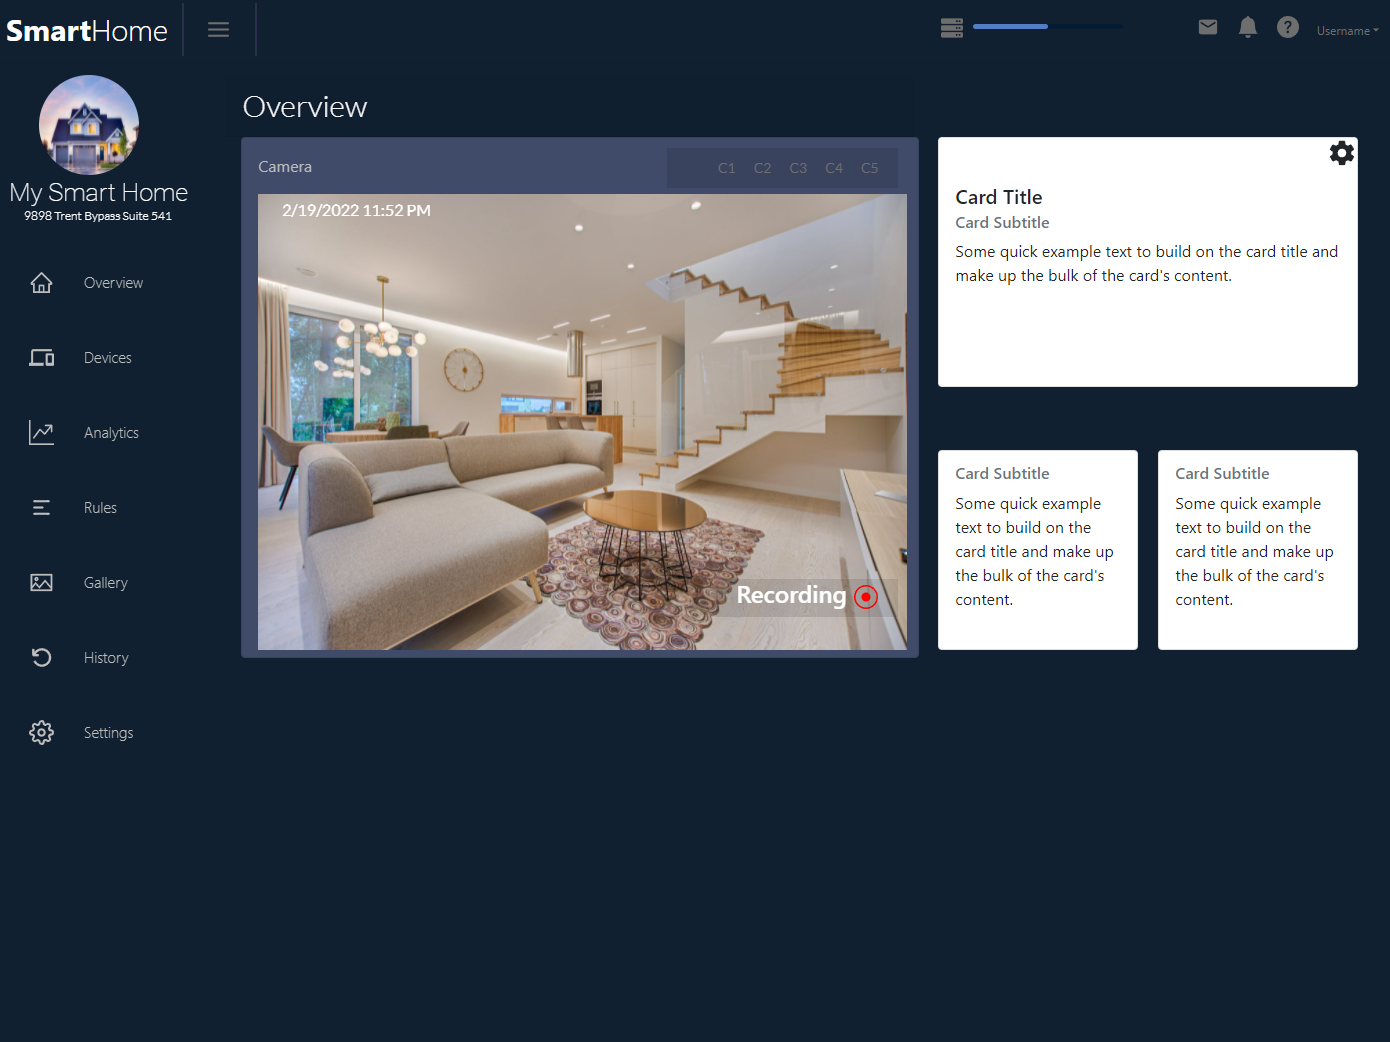 SmartHome
Username
My Smart Home
9898 Trent Bypass Suite 541
Overview
Devices
Analytics
Rules
Gallery
History
Settings
Overview
Camera
C1 C2 C3 C4 C5
2/19/2022 11:52 PM
Recording
Card Title
Card Subtitle
Some quick example text to build on the card title and
make up the bulk of the card's content.
Card Subtitle
Some quick example
text to build on the
card title and make up
the bulk of the card's
content.
Card Subtitle
Some quick example
text to build on the
card title and make up
the bulk of the card's
content.